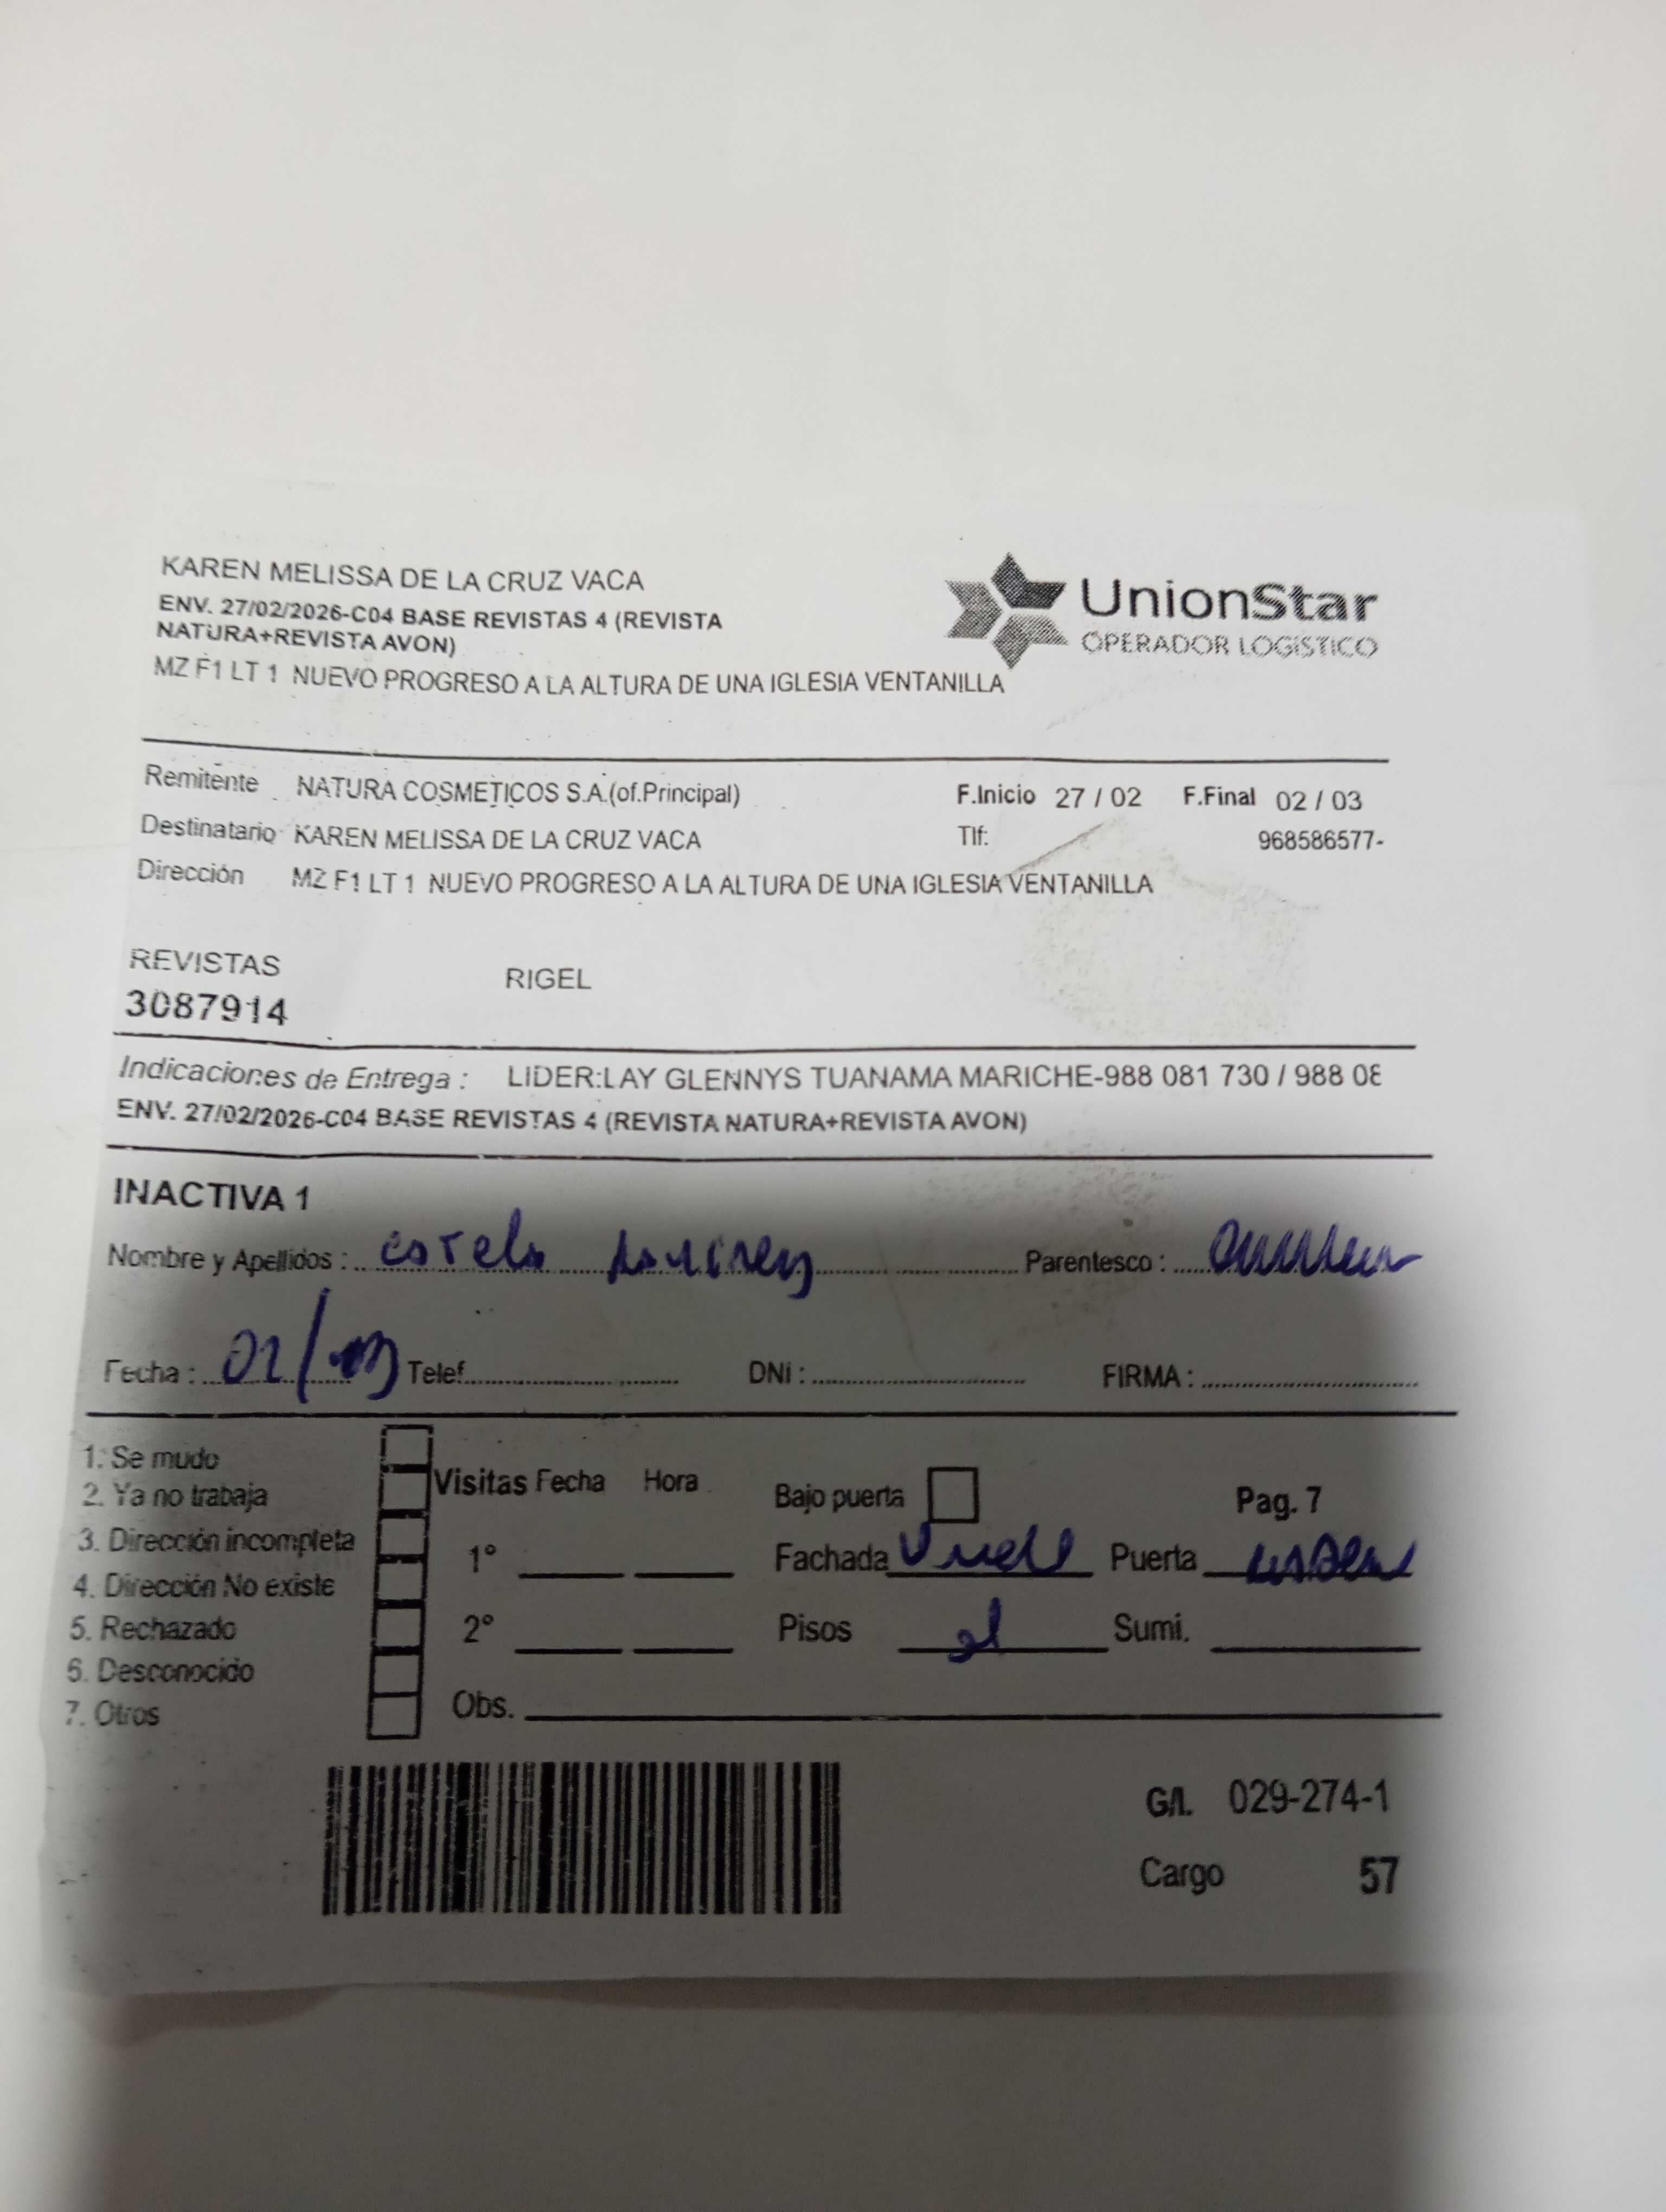 KAREN MELISSA DE LA CRUZ VACA
ENV. 27/02/2026-C04 BASE REVISTAS 4 (REVISTA
NATURA+REVISTA AVON)
MZ F1 LT 1 NUEVO PROGRESO A LA ALTURA DE UNA IGLESIA VENTANILLA
UnionStar
OPERADOR LOGÍSTICO
Remitente NATURA COSMETICOS S.A.(of.Principal) F.Inicio 27 / 02 F.Final 02 / 03
Destinatario KAREN MELISSA DE LA CRUZ VACA Tlf: 968586577-
Dirección MZ F1 LT 1 NUEVO PROGRESO A LA ALTURA DE UNA IGLESIA VENTANILLA
REVISTAS RIGEL
3087914
Indicaciones de Entrega : LIDER:LAY GLENNYS TUANAMA MARICHE-988 081 730 / 988 08
ENV. 27/02/2026-C04 BASE REVISTAS 4 (REVISTA NATURA+REVISTA AVON)
INACTIVA 1
Nombre y Apellidos : Parentesco :
Fecha : 02/03 Telef. DNI : FIRMA :
1. Se mudo
2. Ya no trabaja
3. Dirección incompleta
4. Dirección No existe
5. Rechazado
6. Desconocido
7. Otros
Visitas Fecha Hora
1°
2°
Obs.
Bajo puerta Pag. 7
Fachada Puerta
Pisos Sumi.
G/I. 029-274-1
Cargo 57